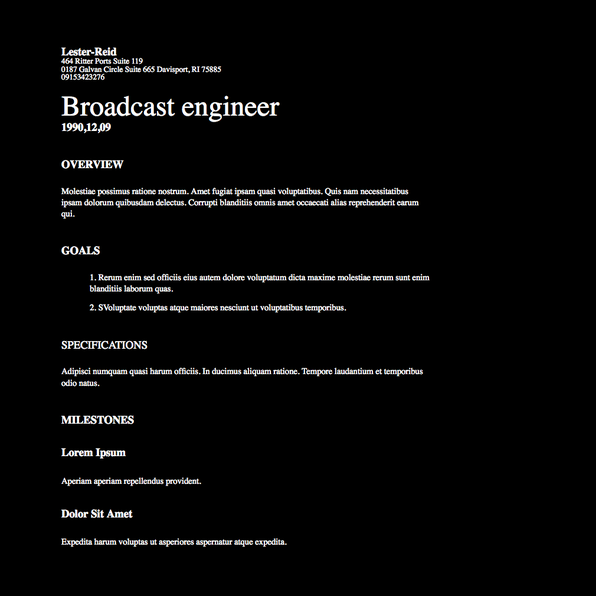 Lester-Reid
464 Ritter Ports Suite 119
0187 Galvan Circle Suite 665 Davisport, RI 75885
09153423276
Broadcast engineer
1990,12,09
OVERVIEW
Molestiae possimus ratione nostrum. Amet fugiat ipsam quasi voluptatibus. Quis nam necessitatibus
ipsam dolorum quibusdam delectus. Corrupti blanditiis omnis amet occaecati alias reprehenderit earum
qui.
GOALS
1. Rerum enim sed officiis eius autem dolore voluptatum dicta maxime molestiae rerum sunt enim
blanditiis laborum quas.
2. SVoluptate voluptas atque maiores nesciunt ut voluptatibus temporibus.
SPECIFICATIONS
Adipisci numquam quasi harum officiis. In ducimus aliquam ratione. Tempore laudantium et temporibus
odio natus.
MILESTONES
Lorem Ipsum
Aperiam aperiam repellendus provident.
Dolor Sit Amet
Expedita harum voluptas ut asperiores aspernatur atque expedita.